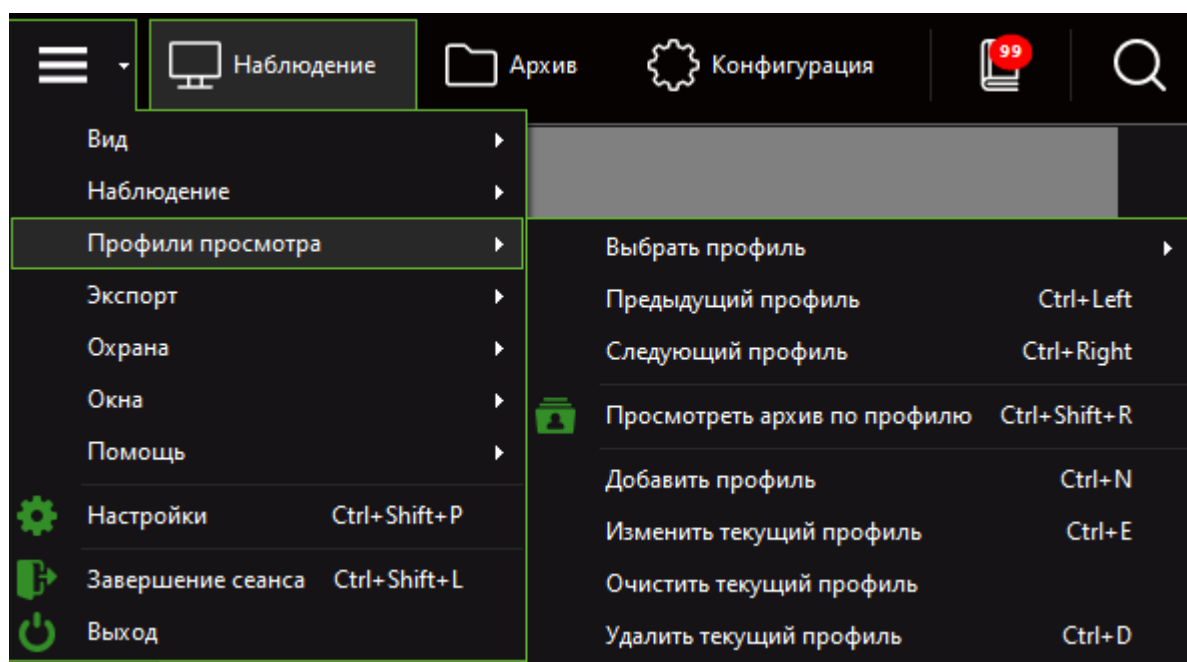 Наблюдение Архив Конфигурация 99
Вид
Наблюдение
Профили просмотра
Экспорт
Охрана
Окна
Помощь
Настройки Ctrl+Shift+P
Завершение сеанса Ctrl+Shift+L
Выход
Выбрать профиль
Предыдущий профиль Ctrl+Left
Следующий профиль Ctrl+Right
Просмотреть архив по профилю Ctrl+Shift+R
Добавить профиль Ctrl+N
Изменить текущий профиль Ctrl+E
Очистить текущий профиль
Удалить текущий профиль Ctrl+D